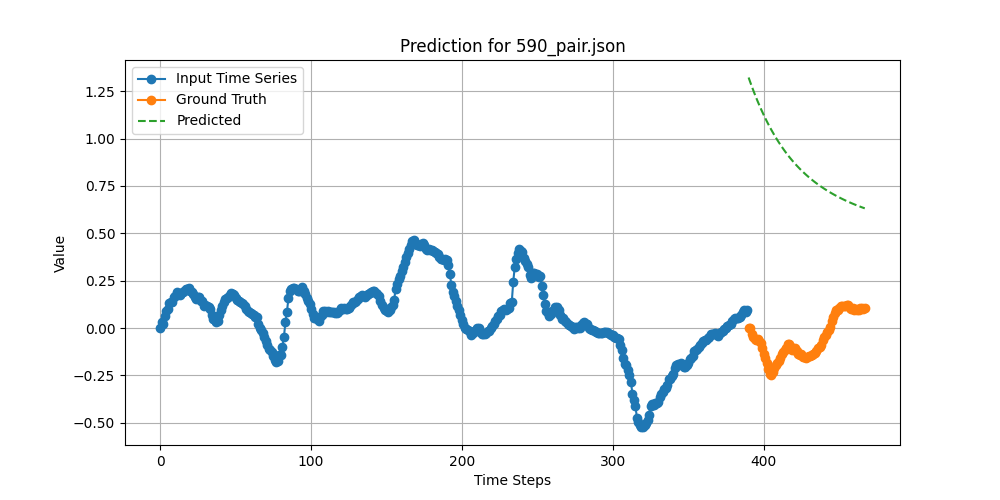 Prediction for 590_pair.json
Input Time Series
Ground Truth
Predicted
1.25
1.00
0.75
0.50
0.25
0.00
−0.25
−0.50
Value
0
100
200
300
400
Time Steps